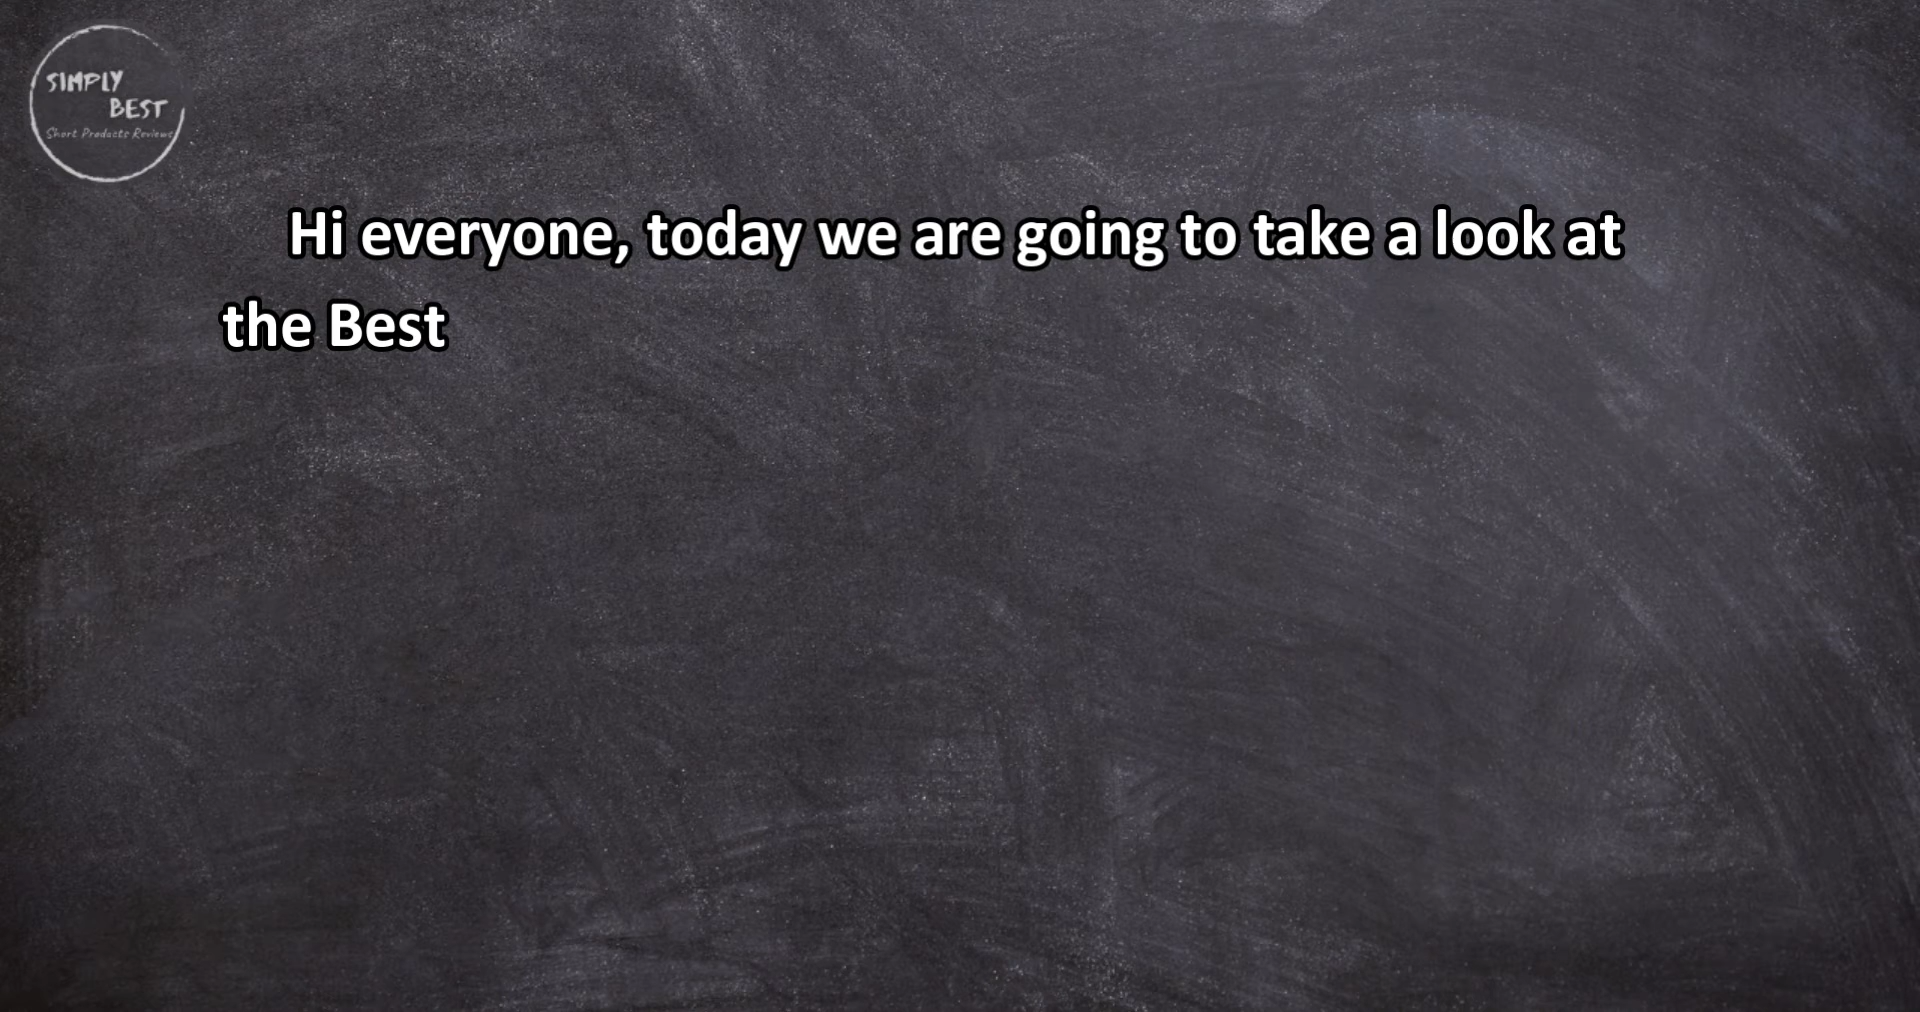 SIMPLY
BEST
Short Products Reviews
Hi everyone, today we are going to take a look at
the Best